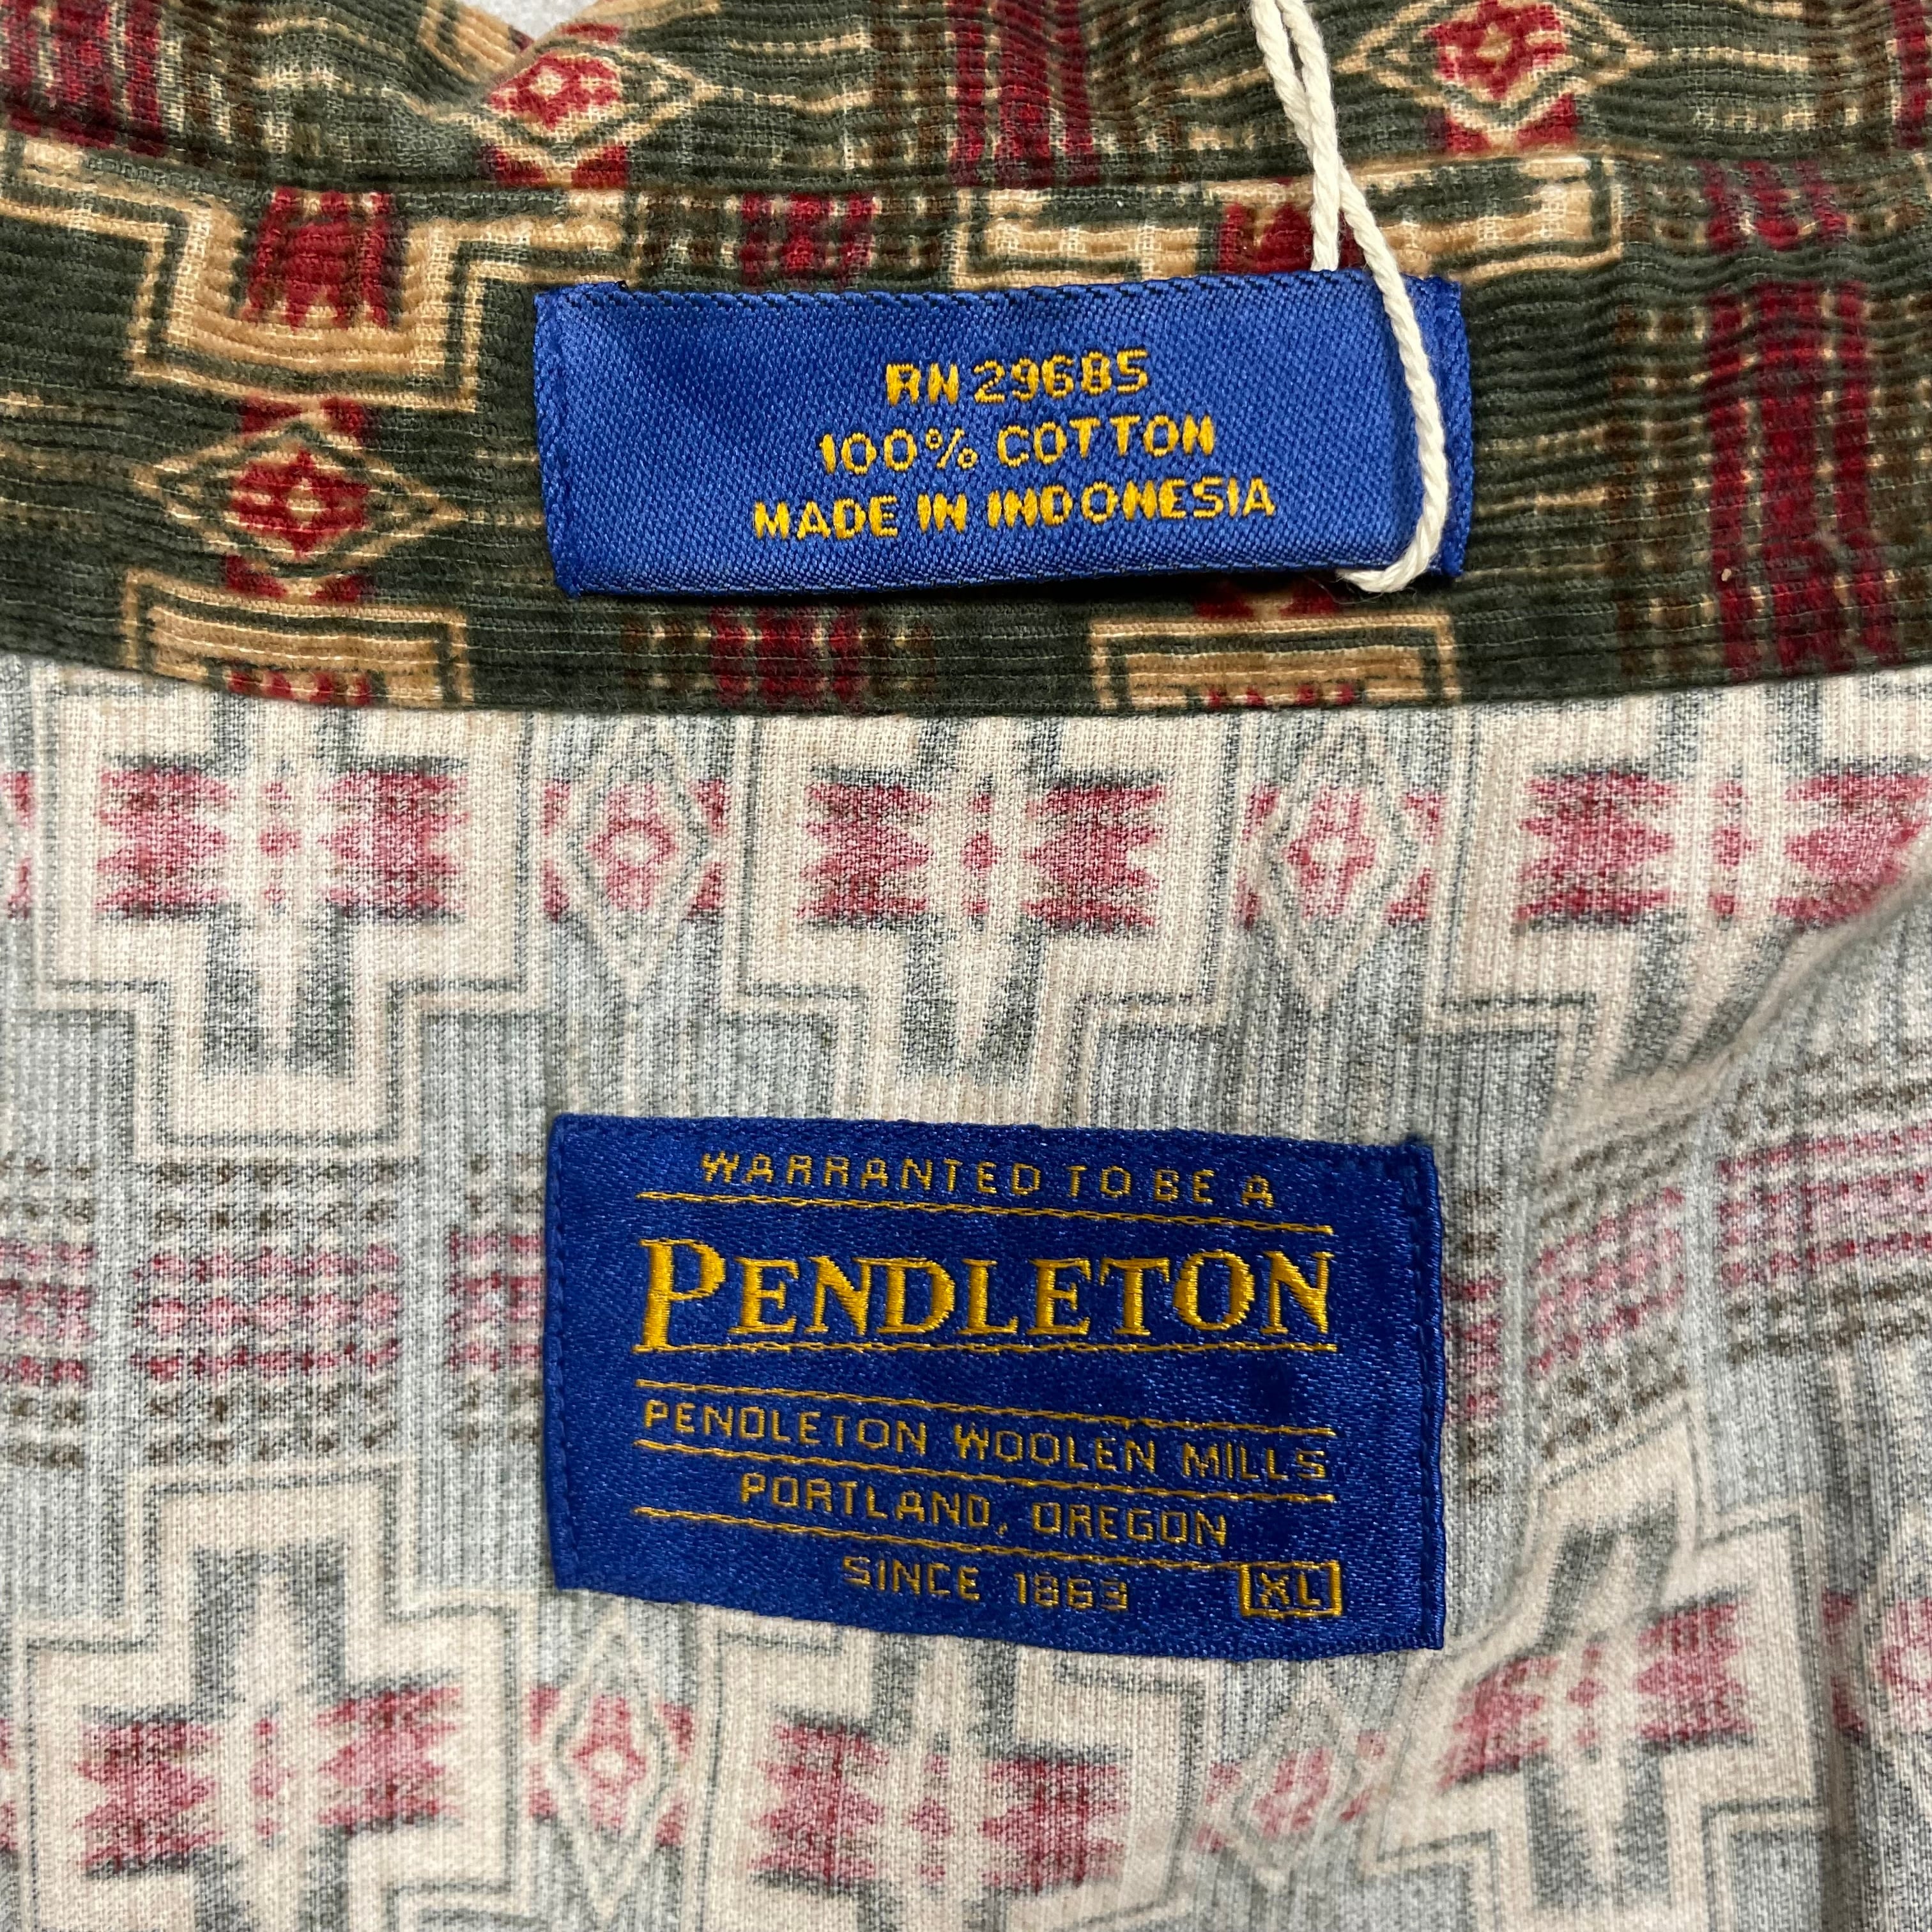 RN 29685
100% COTTON
MADE IN INDONESIA
WARRANTED TO BE A
PENDLETON
PENDLETON WOOLEN MILLS
PORTLAND, OREGON
SINCE 1863 XL